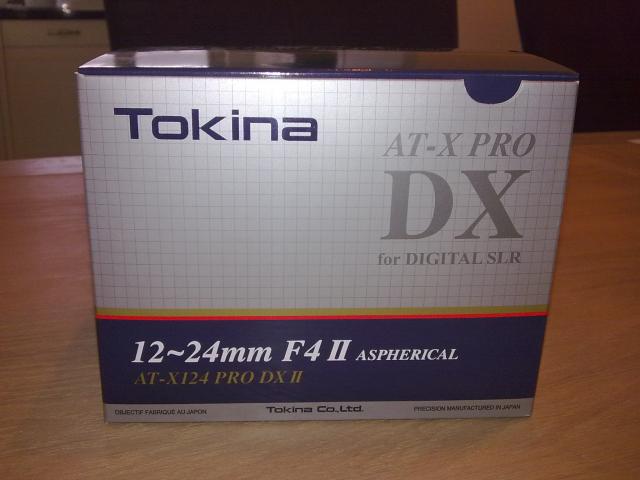 Tokina
AT-X PRO
DX
for DIGITAL SLR
12~24mm F4 II ASPHERICAL
AT-X124 PRO DX II
OBJECTIF FABRIQUÉ AU JAPON
Tokina Co.,Ltd.
PRECISION MANUFACTURED IN JAPAN